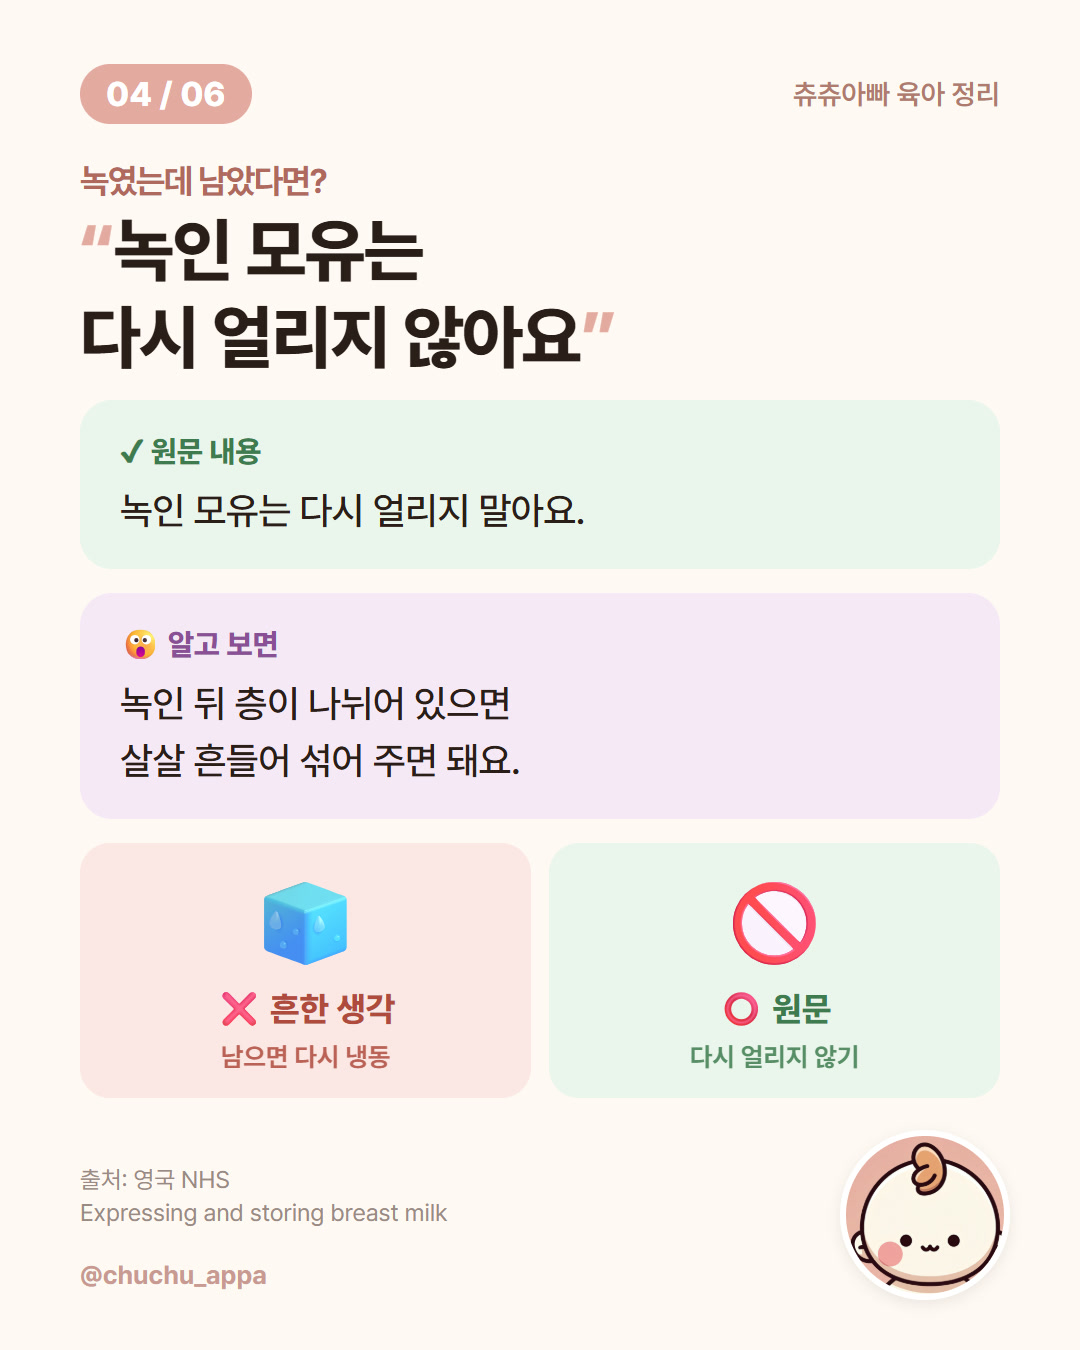 04 / 06
츄츄아빠 육아 정리
녹였는데 남았다면?
“녹인 모유는
다시 얼리지 않아요”
✔ 원문 내용
녹인 모유는 다시 얼리지 말아요.
😲 알고 보면
녹인 뒤 층이 나뉘어 있으면
살살 흔들어 섞어 주면 돼요.
❌ 흔한 생각
남으면 다시 냉동
⭕ 원문
다시 얼리지 않기
출처: 영국 NHS
Expressing and storing breast milk
@chuchu_appa